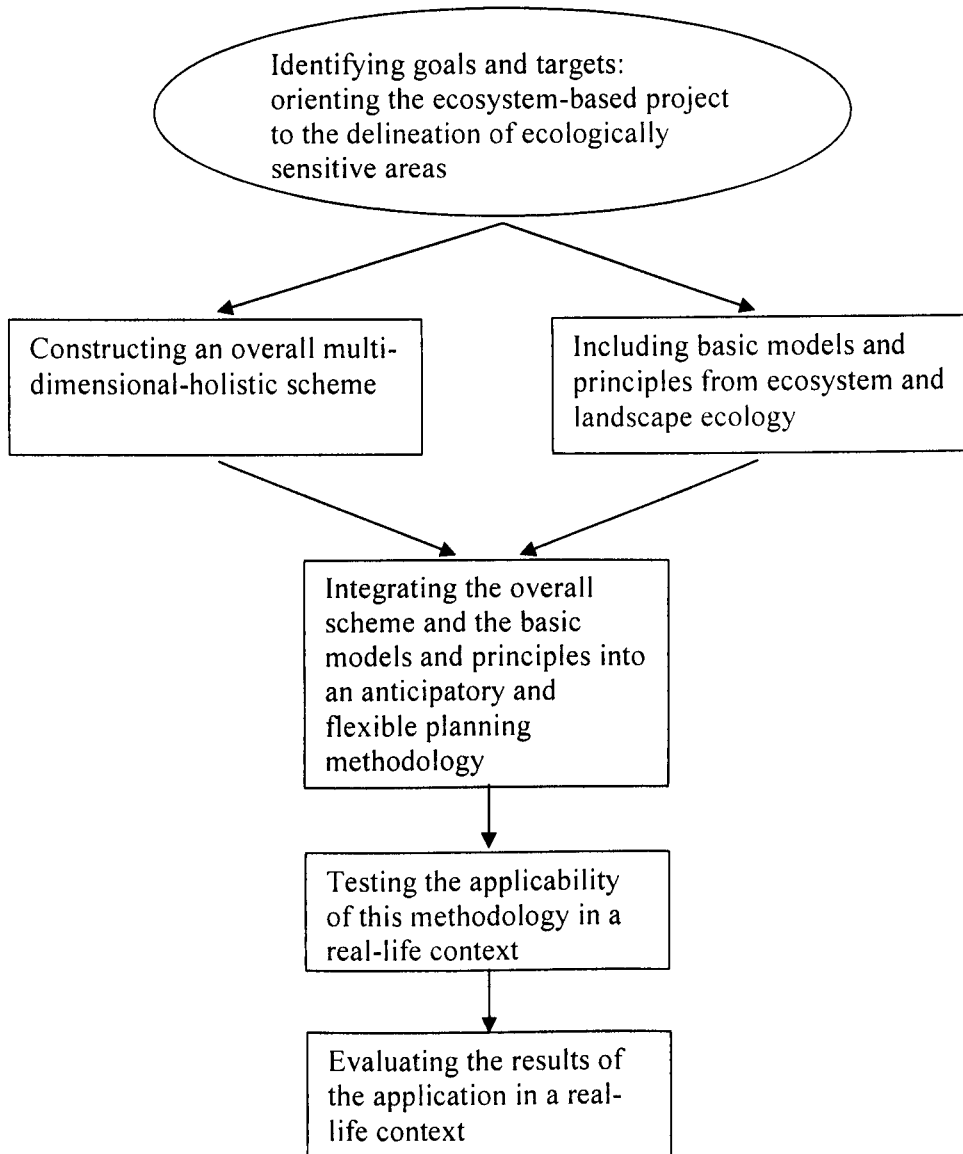 Identifying goals and targets:
orienting the ecosystem-based project
to the delineation of ecologically
sensitive areas
Constructing an overall multi-
dimensional-holistic scheme
Including basic models and
principles from ecosystem and
landscape ecology
Integrating the overall
scheme and the basic
models and principles into
an anticipatory and
flexible planning
methodology
Testing the applicability
of this methodology in a
real-life context
Evaluating the results of
the application in a real-
life context